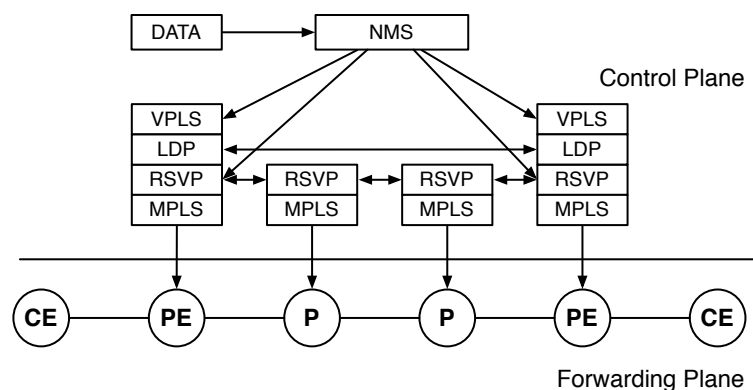 DATA
NMS
Control Plane
VPLS
VPLS
LDP
LDP
RSVP
RSVP
RSVP
RSVP
MPLS
MPLS
MPLS
MPLS
CE
PE
P
P
PE
CE
Forwarding Plane